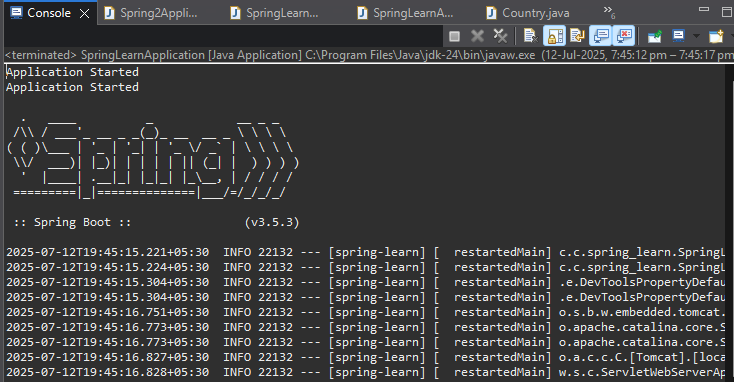 Console Spring2Appli... SpringLearn... SpringLearnA... Country.java »6
<terminated> SpringLearnApplication [Java Application] C:\Program Files\Java\jdk-24\bin\javaw.exe (12-Jul-2025, 7:45:12 pm – 7:45:17 pm
Application Started
Application Started
  .   ____          _            __ _ _
 /\\ / ___'_ __ _ _(_)_ __  __ _ \ \ \ \
( ( )\___ | '_ | '_| | '_ \/ _` | \ \ \ \
 \\/  ___)| |_)| | | | | || (_| |  ) ) ) )
  '  |____| .__|_| |_|_| |_\__, | / / / /
 =========|_|==============|___/=/_/_/_/
 :: Spring Boot ::                (v3.5.3)
2025-07-12T19:45:15.221+05:30  INFO 22132 --- [spring-learn] [  restartedMain] c.c.spring_learn.SpringL
2025-07-12T19:45:15.224+05:30  INFO 22132 --- [spring-learn] [  restartedMain] c.c.spring_learn.SpringL
2025-07-12T19:45:15.304+05:30  INFO 22132 --- [spring-learn] [  restartedMain] .e.DevToolsPropertyDefau
2025-07-12T19:45:15.304+05:30  INFO 22132 --- [spring-learn] [  restartedMain] .e.DevToolsPropertyDefau
2025-07-12T19:45:16.751+05:30  INFO 22132 --- [spring-learn] [  restartedMain] o.s.b.w.embedded.tomcat.
2025-07-12T19:45:16.773+05:30  INFO 22132 --- [spring-learn] [  restartedMain] o.apache.catalina.core.S
2025-07-12T19:45:16.773+05:30  INFO 22132 --- [spring-learn] [  restartedMain] o.apache.catalina.core.S
2025-07-12T19:45:16.827+05:30  INFO 22132 --- [spring-learn] [  restartedMain] o.a.c.c.C.[Tomcat].[loca
2025-07-12T19:45:16.828+05:30  INFO 22132 --- [spring-learn] [  restartedMain] w.s.c.ServletWebServerAp